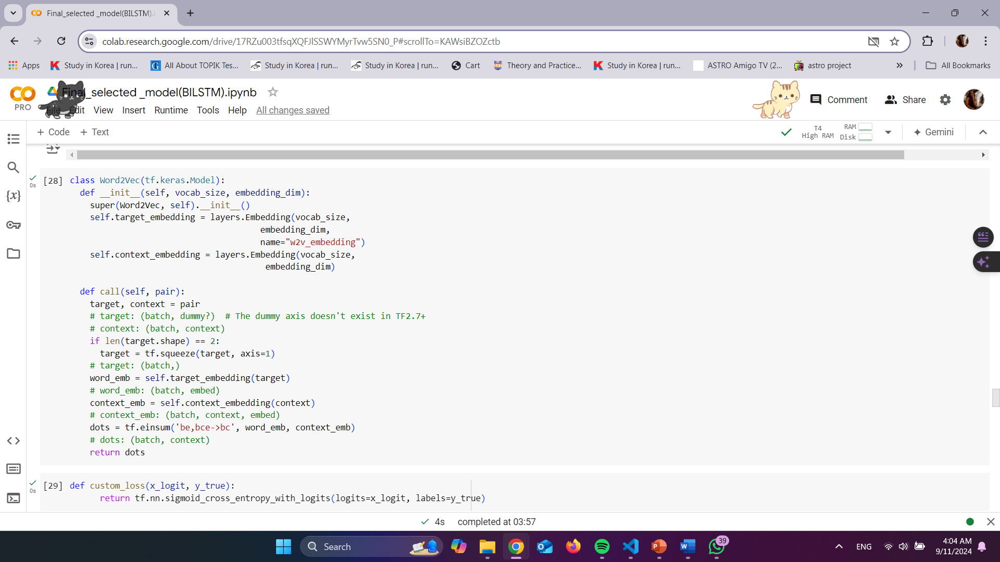 Final_selected _model(BILSTM).i
colab.research.google.com/drive/17RZu003tfsqXQFJlSSWYMyrTvw5SN0_P#scrollTo=KAWsiBZOZctb
Apps
Study in Korea | run...
All About TOPIK Tes...
Study in Korea | run...
Study in Korea | run...
Cart
Theory and Practice...
Study in Korea | run...
ASTRO Amigo TV (2...
astro project
All Bookmarks
PRO
Final_selected _model(BILSTM).ipynb
File Edit View Insert Runtime Tools Help All changes saved
Comment
Share
+ Code + Text
T4
High RAM
RAM
Disk
Gemini
0s
[28] class Word2Vec(tf.keras.Model):
def __init__(self, vocab_size, embedding_dim):
super(Word2Vec, self).__init__()
self.target_embedding = layers.Embedding(vocab_size,
embedding_dim,
name="w2v_embedding")
self.context_embedding = layers.Embedding(vocab_size,
embedding_dim)
def call(self, pair):
target, context = pair
# target: (batch, dummy?)  # The dummy axis doesn't exist in TF2.7+
# context: (batch, context)
if len(target.shape) == 2:
target = tf.squeeze(target, axis=1)
# target: (batch,)
word_emb = self.target_embedding(target)
# word_emb: (batch, embed)
context_emb = self.context_embedding(context)
# context_emb: (batch, context, embed)
dots = tf.einsum('be,bce->bc', word_emb, context_emb)
# dots: (batch, context)
return dots
0s
[29] def custom_loss(x_logit, y_true):
return tf.nn.sigmoid_cross_entropy_with_logits(logits=x_logit, labels=y_true)
4s completed at 03:57
Search
39
ENG
4:04 AM
9/11/2024